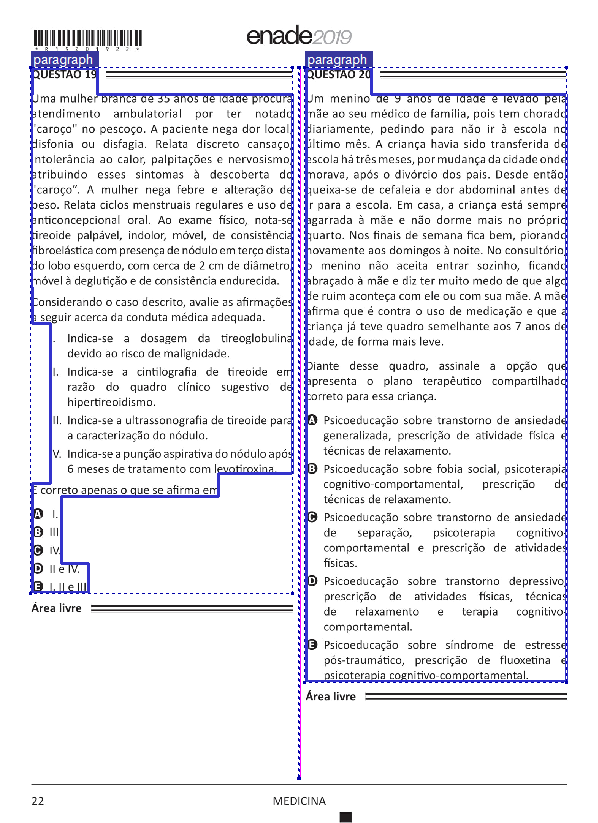 *R1520192 2*
enade2019
paragraph
QUESTÃO 19
Uma mulher branca de 35 anos de idade procura
atendimento ambulatorial por ter notado
"caroço" no pescoço. A paciente nega dor local,
disfonia ou disfagia. Relata discreto cansaço,
intolerância ao calor, palpitações e nervosismo,
atribuindo esses sintomas à descoberta do
"caroço". A mulher nega febre e alteração de
peso. Relata ciclos menstruais regulares e uso de
anticoncepcional oral. Ao exame físico, nota-se
tireoide palpável, indolor, móvel, de consistência
fibroelástica com presença de nódulo em terço distal
do lobo esquerdo, com cerca de 2 cm de diâmetro,
móvel à deglutição e de consistência endurecida.
Considerando o caso descrito, avalie as afirmações
a seguir acerca da conduta médica adequada.
I. Indica-se a dosagem da tireoglobulina
devido ao risco de malignidade.
II. Indica-se a cintilografia de tireoide em
razão do quadro clínico sugestivo de
hipertireoidismo.
III. Indica-se a ultrassonografia de tireoide para
a caracterização do nódulo.
IV. Indica-se a punção aspirativa do nódulo após
6 meses de tratamento com levotiroxina.
É correto apenas o que se afirma em
A I.
B III.
C IV.
D II e IV.
E I, II e III.
Área livre
paragraph
QUESTÃO 20
Um menino de 9 anos de idade é levado pela
mãe ao seu médico de família, pois tem chorado
diariamente, pedindo para não ir à escola no
último mês. A criança havia sido transferida de
escola há três meses, por mudança da cidade onde
morava, após o divórcio dos pais. Desde então,
queixa-se de cefaleia e dor abdominal antes de
ir para a escola. Em casa, a criança está sempre
agarrada à mãe e não dorme mais no próprio
quarto. Nos finais de semana fica bem, piorando
novamente aos domingos à noite. No consultório,
o menino não aceita entrar sozinho, ficando
abraçado à mãe e diz ter muito medo de que algo
de ruim aconteça com ele ou com sua mãe. A mãe
afirma que é contra o uso de medicação e que a
criança já teve quadro semelhante aos 7 anos de
idade, de forma mais leve.
Diante desse quadro, assinale a opção que
apresenta o plano terapêutico compartilhado
correto para essa criança.
A Psicoeducação sobre transtorno de ansiedade
generalizada, prescrição de atividade física e
técnicas de relaxamento.
B Psicoeducação sobre fobia social, psicoterapia
cognitivo-comportamental, prescrição de
técnicas de relaxamento.
C Psicoeducação sobre transtorno de ansiedade
de separação, psicoterapia cognitivo-
comportamental e prescrição de atividades
físicas.
D Psicoeducação sobre transtorno depressivo,
prescrição de atividades físicas, técnicas
de relaxamento e terapia cognitivo-
comportamental.
E Psicoeducação sobre síndrome de estresse
pós-traumático, prescrição de fluoxetina e
psicoterapia cognitivo-comportamental.
Área livre
22
MEDICINA